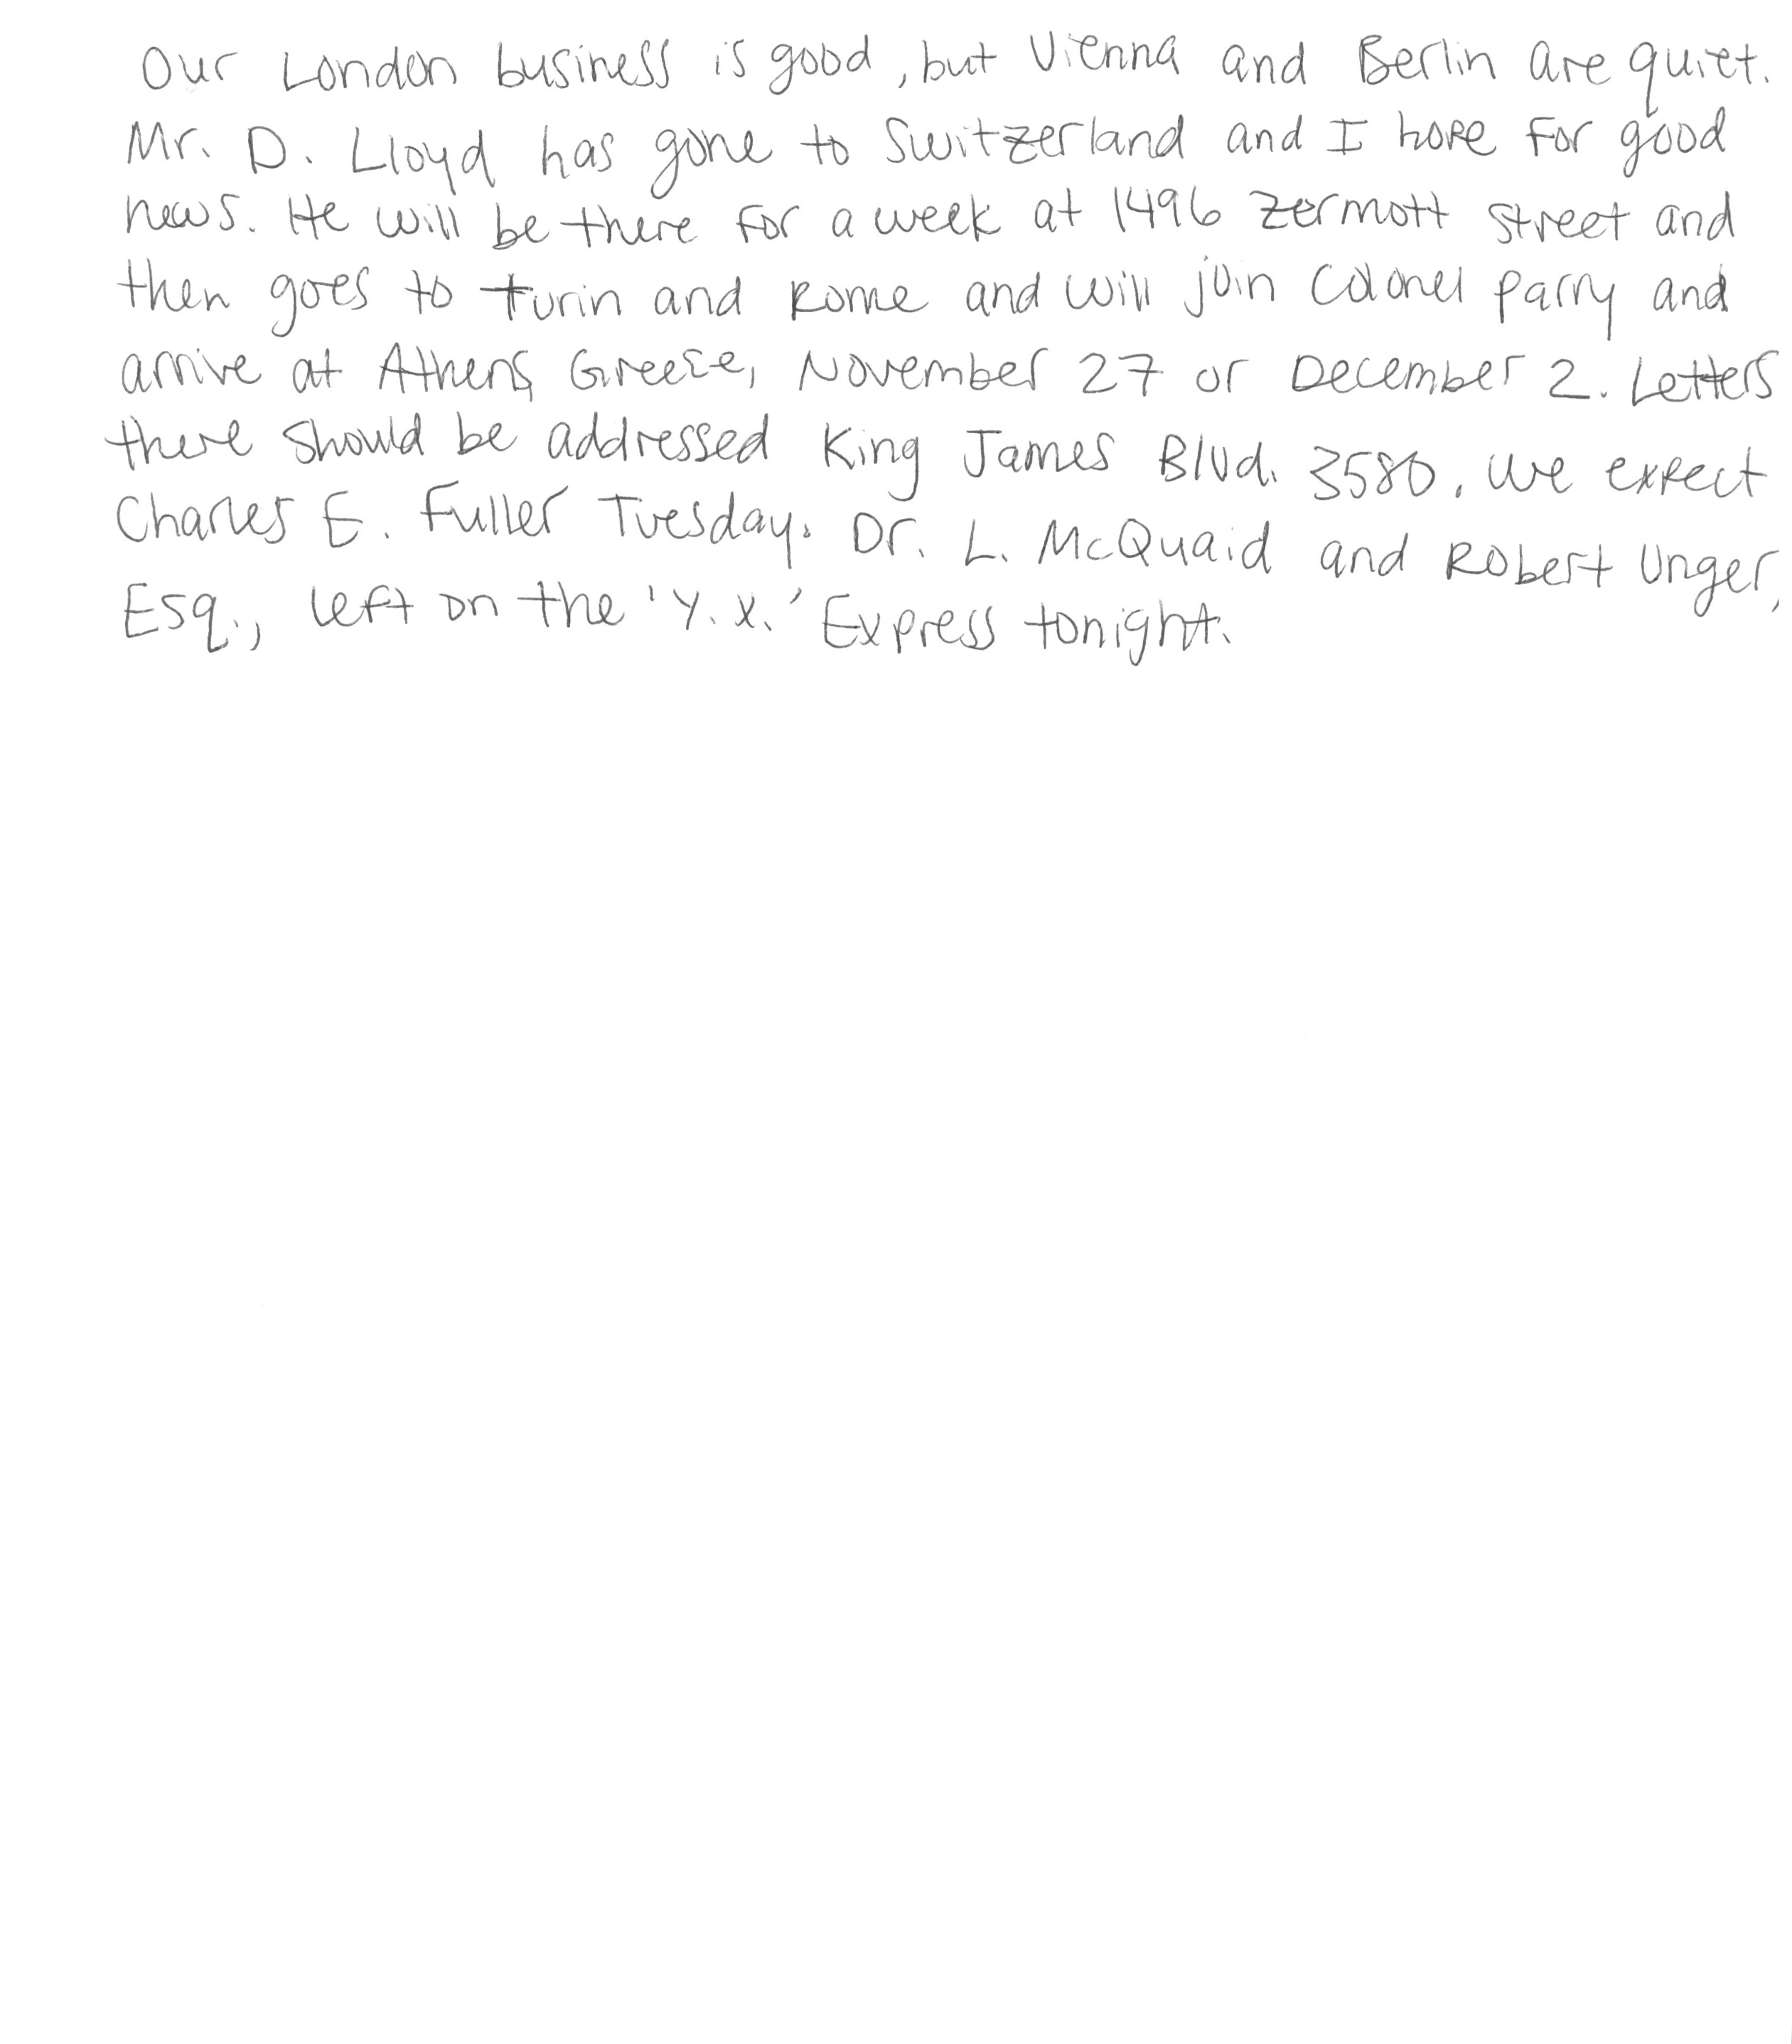 Our London business is good, but Vienna and Berlin are quiet.
Mr. D. Lloyd has gone to Switzerland and I hope for good
news. He will be there for a week at 1496 Zermott street and
then goes to Turin and Rome and will join Colonel Parry and
arrive at Athens, Greece, November 27 or December 2. Letters
there should be addressed King James Blvd. 3580. We expect
Charles E. Fuller Tuesday. Dr. L. McQuaid and Robert Unger,
Esq., left on the 'Y. X.' Express tonight.